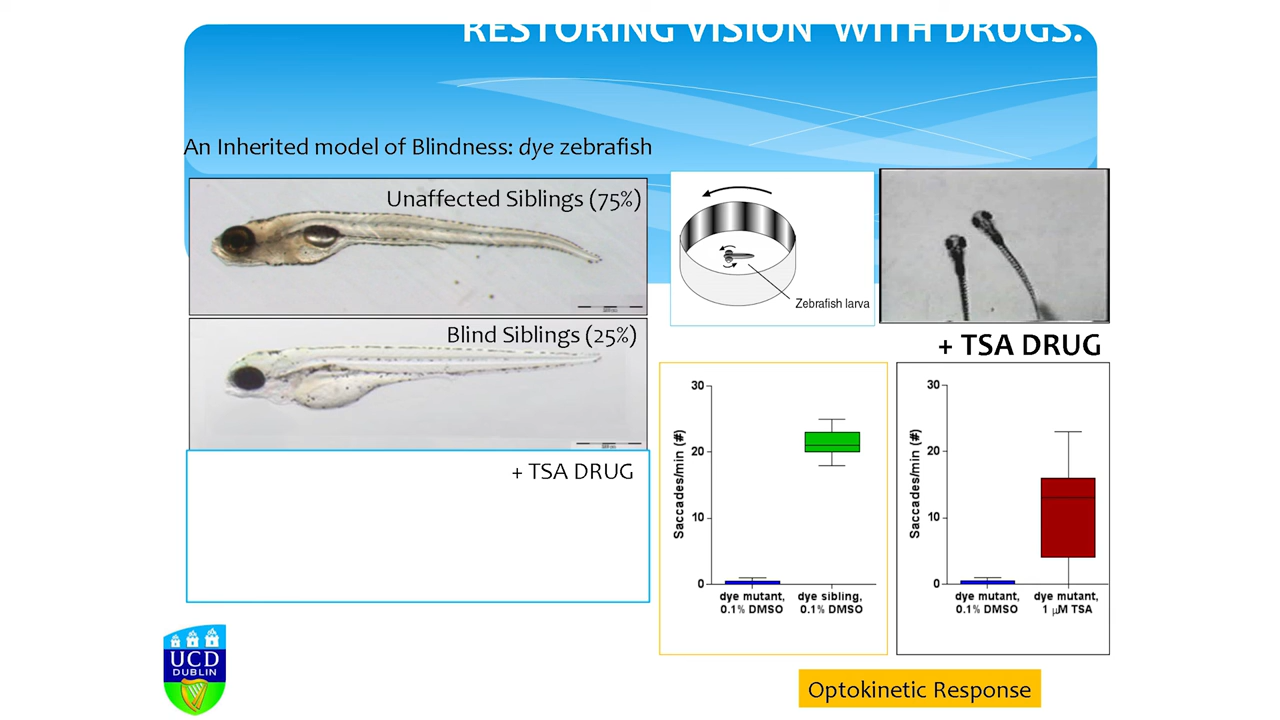 RESTORING VISION WITH DRUGS.
An Inherited model of Blindness: dye zebrafish
Unaffected Siblings (75%)
Blind Siblings (25%)
+ TSA DRUG
Zebrafish larva
+ TSA DRUG
30
20
10
0
Saccades/min (#)
dye mutant,
0.1% DMSO
dye sibling,
0.1% DMSO
30
20
10
0
Saccades/min (#)
dye mutant,
0.1% DMSO
dye mutant,
1 µM TSA
Optokinetic Response
UCD
DUBLIN